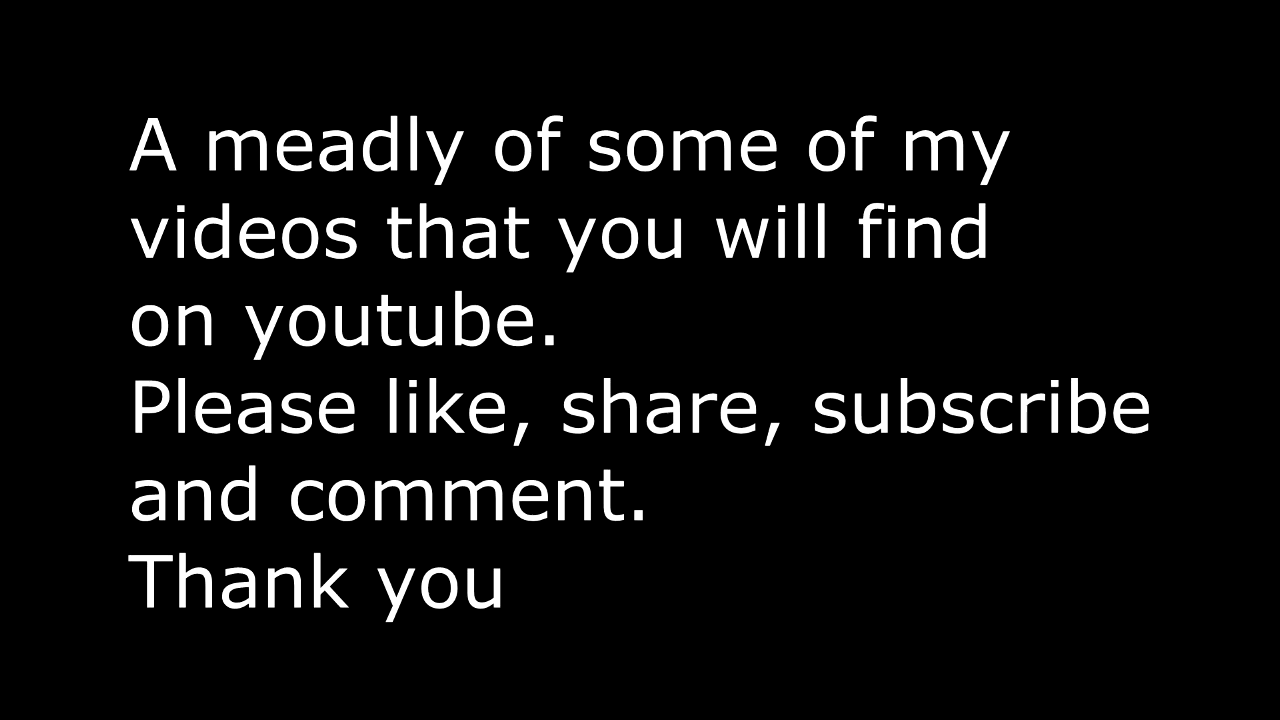 A meadly of some of my
videos that you will find
on youtube.
Please like, share, subscribe
and comment.
Thank you